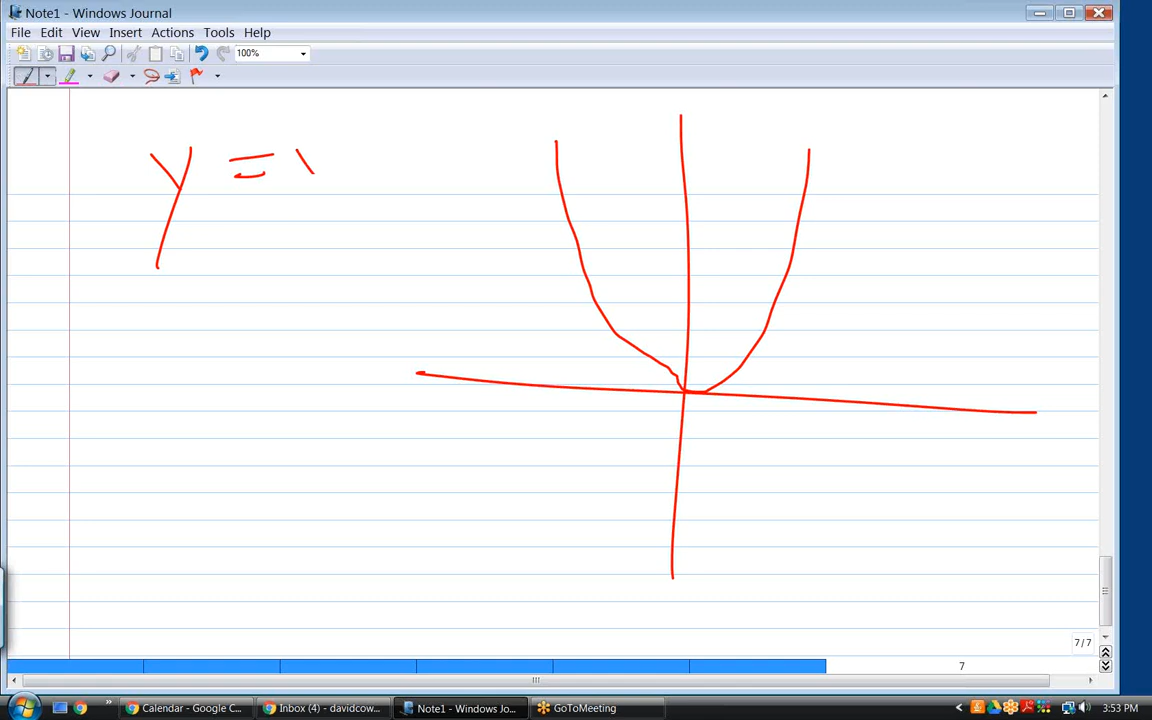 Note1 - Windows Journal
File Edit View Insert Actions Tools Help
100%
y =
7/7
7
Calendar - Google C...
Inbox (4) - davidcow...
Note1 - Windows Jo...
GoToMeeting
3:53 PM